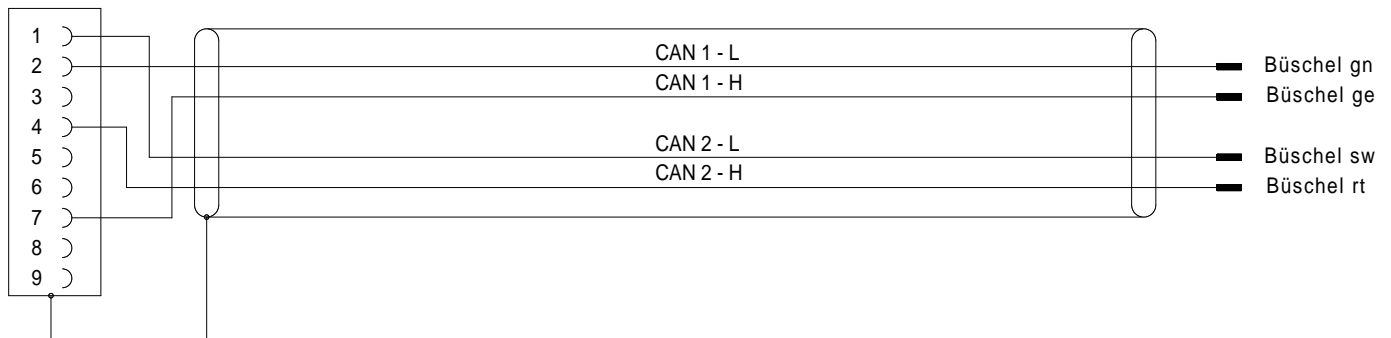 1
2
3
4
5
6
7
8
9
CAN 1 - L
CAN 1 - H
CAN 2 - L
CAN 2 - H
Büschel gn
Büschel ge
Büschel sw
Büschel rt